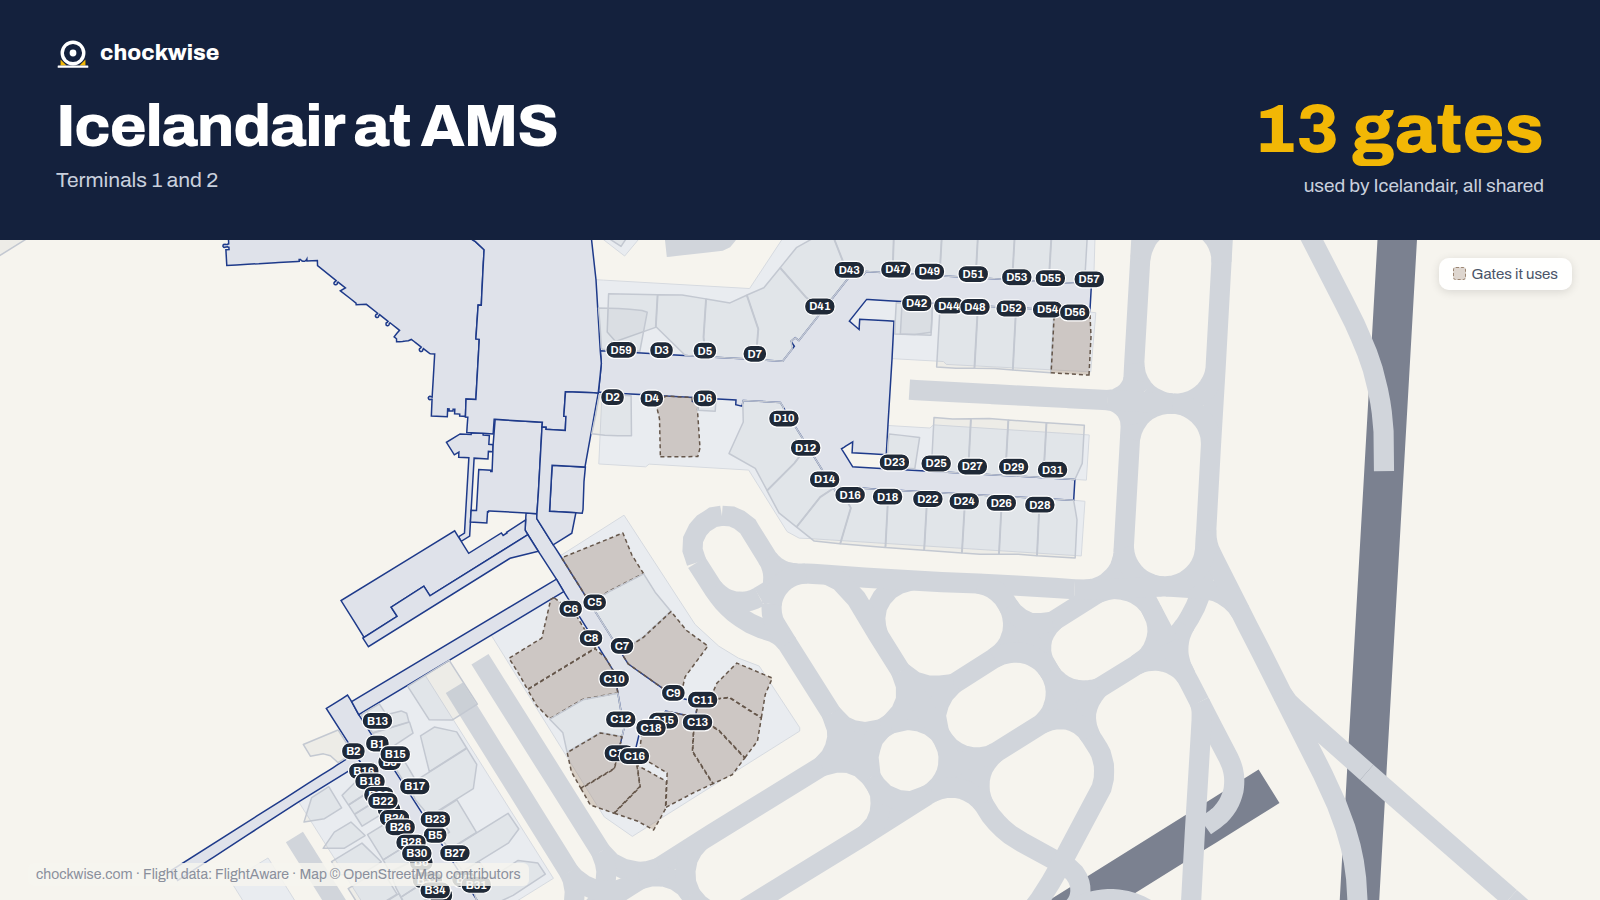 chockwise
Icelandair at AMS
Terminals 1 and 2
13 gates
used by Icelandair, all shared
Gates it uses
D43 D47 D49 D51 D53 D55 D57
D41 D42 D44 D48 D52 D54 D56
D59 D3 D5 D7
D2 D4 D6
D10
D12
D23 D25 D27 D29 D31
D14
D16 D18 D22 D24 D26 D28
C6 C5
C8 C7
C10
C9 C11
C12 C18 C13
C16
B13
B2 B1 B15
B16
B18 B17
B22
B23
B26 B5
B28
B30 B27
B34 B31
chockwise.com · Flight data: FlightAware · Map © OpenStreetMap contributors